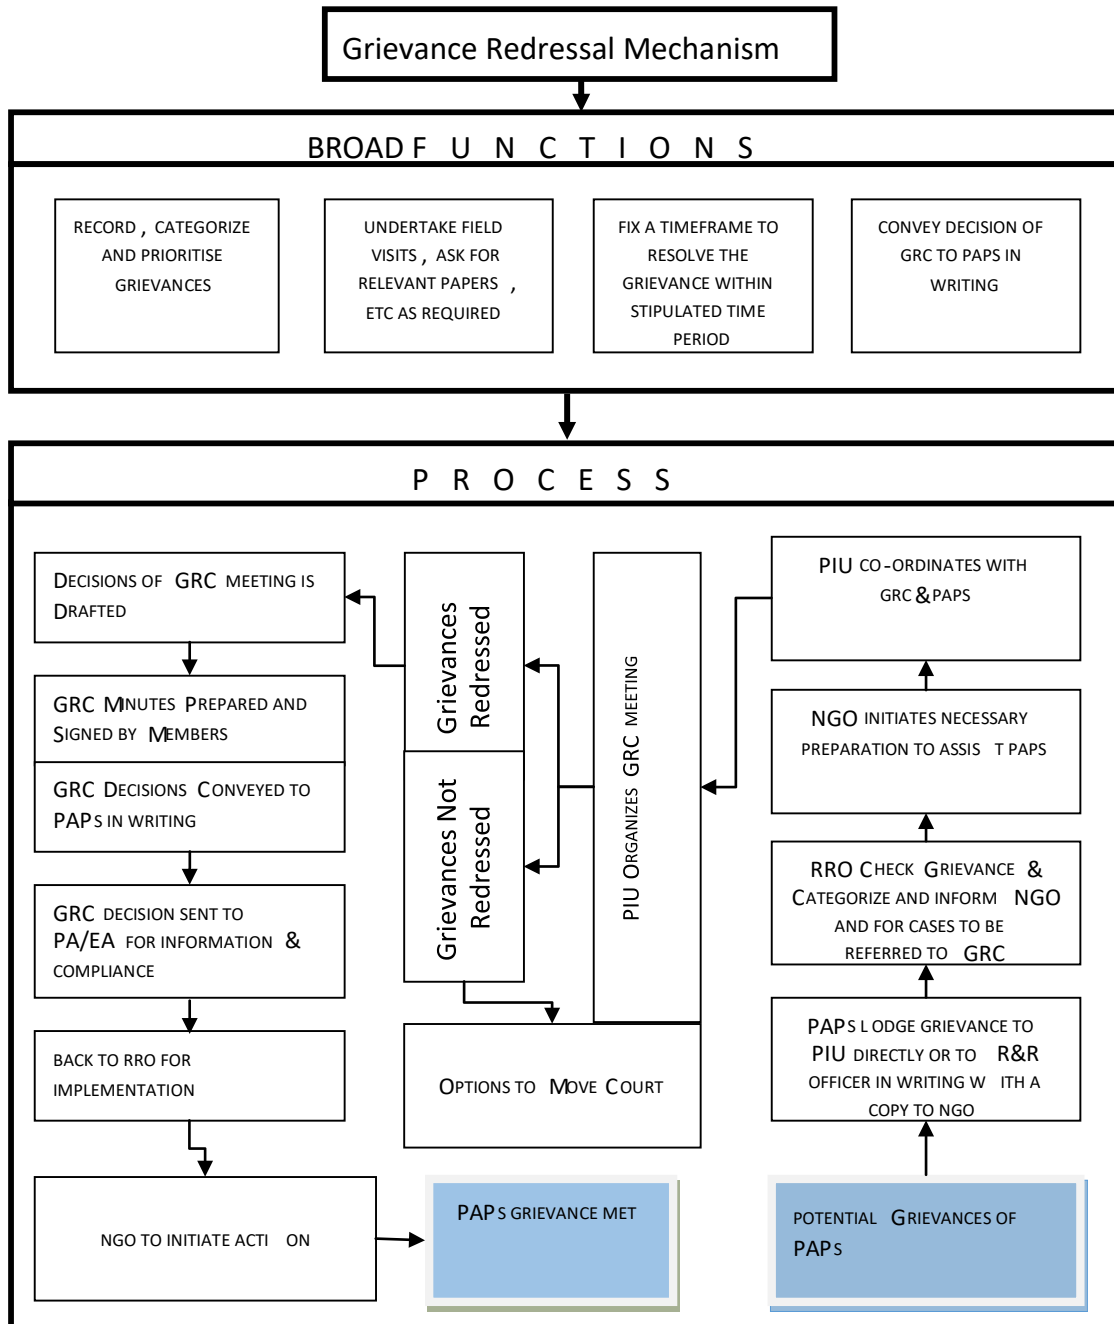 Grievance Redressal Mechanism
BROAD F U N C T I O N S
RECORD , CATEGORIZE
AND PRIORITISE
GRIEVANCES
UNDERTAKE FIELD
VISITS , ASK FOR
RELEVANT PAPERS ,
ETC AS REQUIRED
FIX A TIMEFRAME TO
RESOLVE THE
GRIEVANCE WITHIN
STIPULATED TIME
PERIOD
CONVEY DECISION OF
GRC TO PAPS IN
WRITING
P R O C E S S
DECISIONS OF GRC MEETING IS
DRAFTED
GRC MINUTES PREPARED AND
SIGNED BY MEMBERS
GRC DECISIONS CONVEYED TO
PAPS IN WRITING
GRC DECISION SENT TO
PA/EA FOR INFORMATION &
COMPLIANCE
BACK TO RRO FOR
IMPLEMENTATION
NGO TO INITIATE ACTI ON
Grievances
Redressed
Grievances Not
Redressed
PIU ORGANIZES GRC MEETING
OPTIONS TO MOVE COURT
PAPS GRIEVANCE MET
PIU CO-ORDINATES WITH
GRC &PAPS
NGO INITIATES NECESSARY
PREPARATION TO ASSIS T PAPS
RRO CHECK GRIEVANCE &
CATEGORIZE AND INFORM NGO
AND FOR CASES TO BE
REFERRED TO GRC
PAPS L ODGE GRIEVANCE TO
PIU DIRECTLY OR TO R&R
OFFICER IN WRITING W ITH A
COPY TO NGO
POTENTIAL GRIEVANCES OF
PAPS